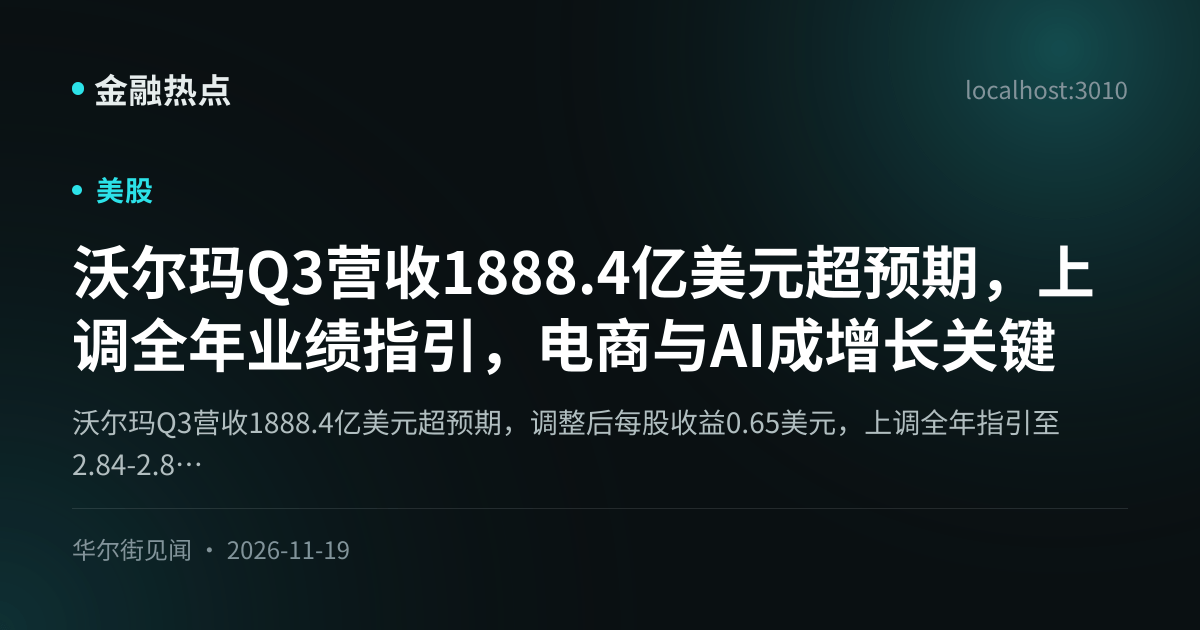 金融热点
localhost:3010
美股
沃尔玛Q3营收1888.4亿美元超预期，上
调全年业绩指引，电商与AI成增长关键
沃尔玛Q3营收1888.4亿美元超预期，调整后每股收益0.65美元，上调全年指引至
2.84-2.8…
华尔街见闻 · 2026-11-19